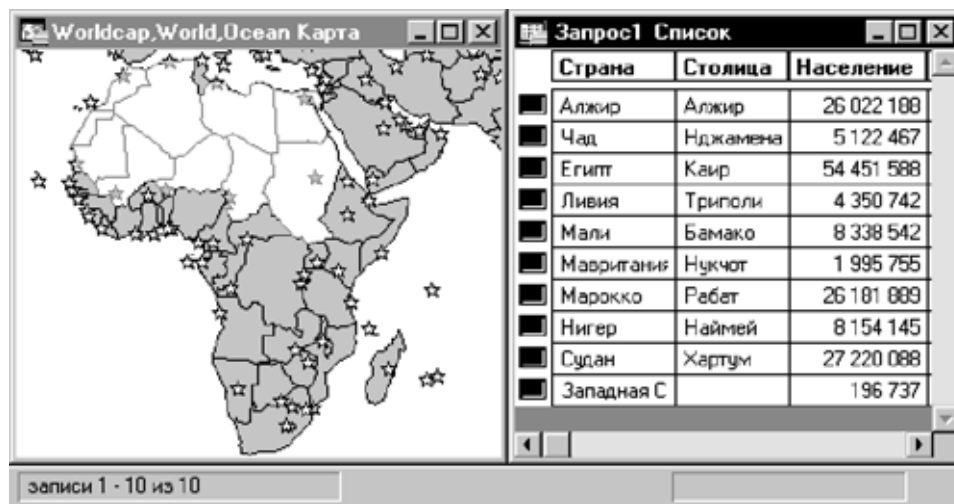 Worldcap,World,Ocean Карта
Запрос1 Список
Страна Столица Население
Алжир Алжир 26 022 188
Чад Нджамена 5 122 467
Египт Каир 54 451 588
Ливия Триполи 4 350 742
Мали Бамако 8 338 542
Мавритания Нукчот 1 995 755
Марокко Рабат 26 181 889
Нигер Наймей 8 154 145
Судан Хартум 27 220 088
Западная С 196 737
записи 1 - 10 из 10